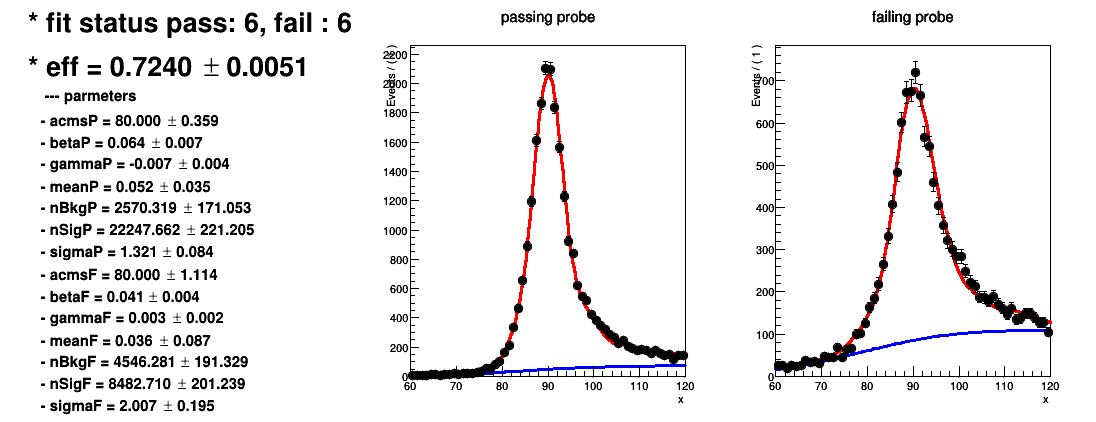 * fit status pass: 6, fail : 6
* eff = 0.7240 ± 0.0051
--- parmeters
- acmsP = 80.000 ± 0.359
- betaP = 0.064 ± 0.007
- gammaP = -0.007 ± 0.004
- meanP = 0.052 ± 0.035
- nBkgP = 2570.319 ± 171.053
- nSigP = 22247.662 ± 221.205
- sigmaP = 1.321 ± 0.084
- acmsF = 80.000 ± 1.114
- betaF = 0.041 ± 0.004
- gammaF = 0.003 ± 0.002
- meanF = 0.036 ± 0.087
- nBkgF = 4546.281 ± 191.329
- nSigF = 8482.710 ± 201.239
- sigmaF = 2.007 ± 0.195
passing probe
Events / ( 1 )
2200
2000
1800
1600
1400
1200
1000
800
600
400
200
0
60 70 80 90 100 110 120
x
failing probe
Events / ( 1 )
700
600
500
400
300
200
100
0
60 70 80 90 100 110 120
x